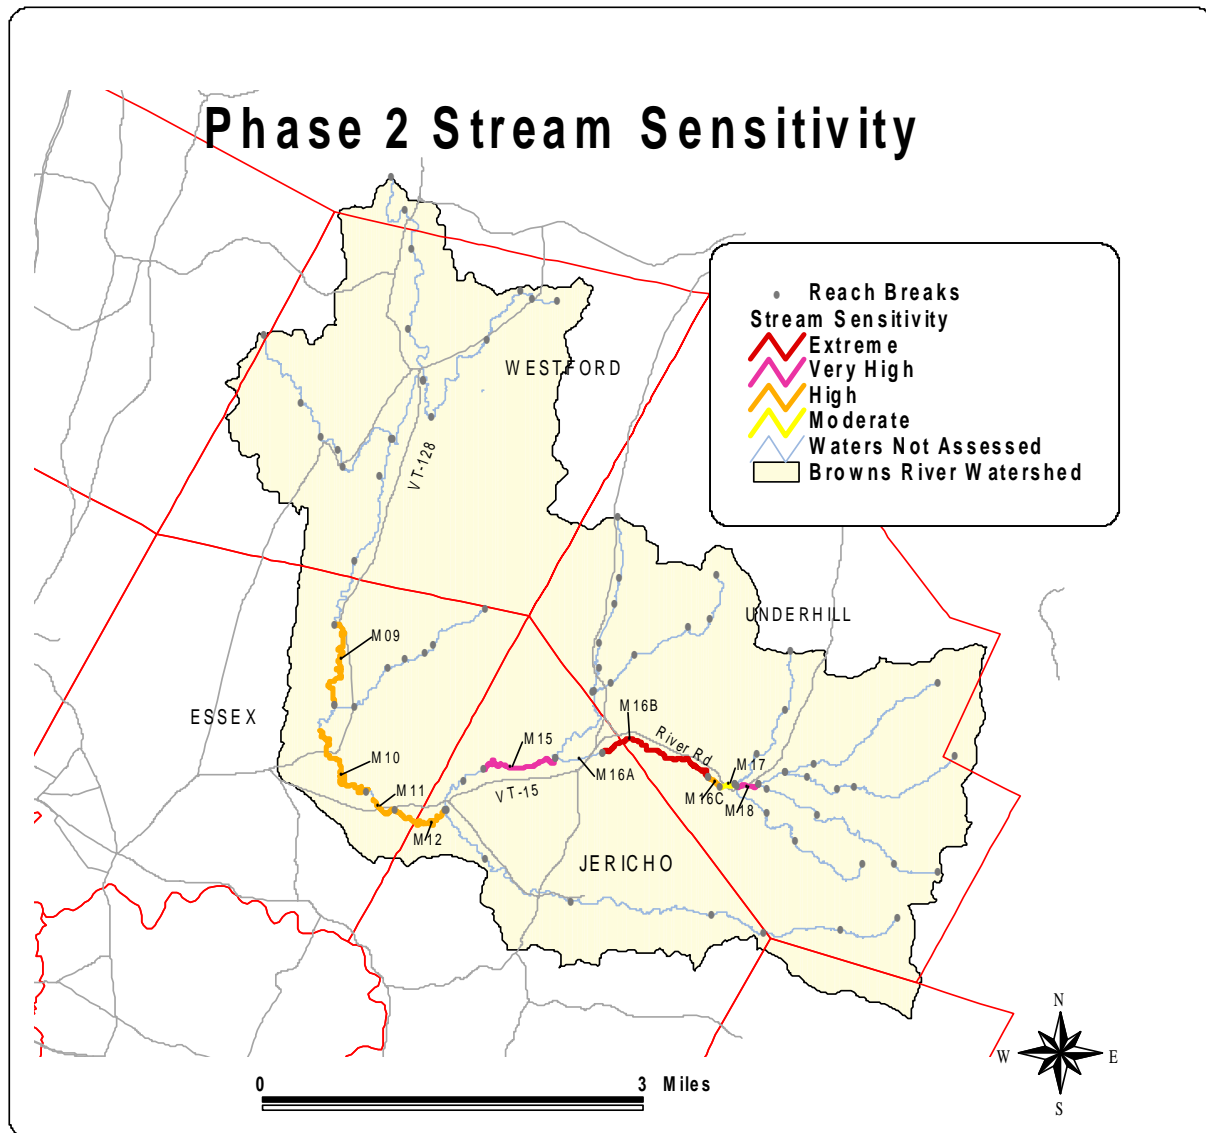 Phase 2 Stream Sensitivity
Reach Breaks
Stream Sensitivity
Extreme
Very High
High
Moderate
Waters Not Assessed
Browns River Watershed
WESTFORD
VT-128
UNDERHILL
M09
ESSEX
M16B
River Rd
M15
M10
M16A
M17
M11
VT-15
M16C
M18
M12
JERICHO
N
W
E
S
0
3 Miles